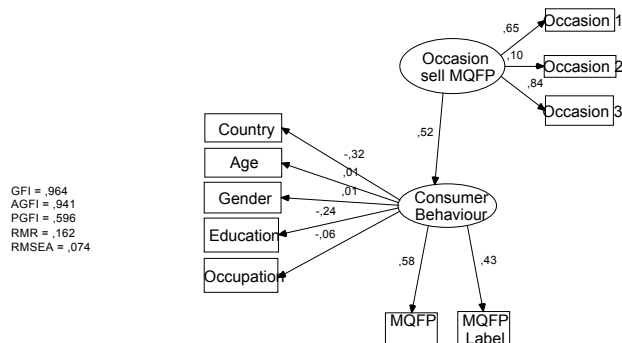 Occasion 1
,65
Occasion
sell MQFP
,10
Occasion 2
,84
Occasion 3
,52
Country
-,32
Age
,01
Gender
,01
Consumer
Behaviour
Education
-,24
Occupation
-,06
GFI = ,964
AGFI = ,941
PGFI = ,596
RMR = ,162
RMSEA = ,074
,58
,43
MQFP
MQFP
Label